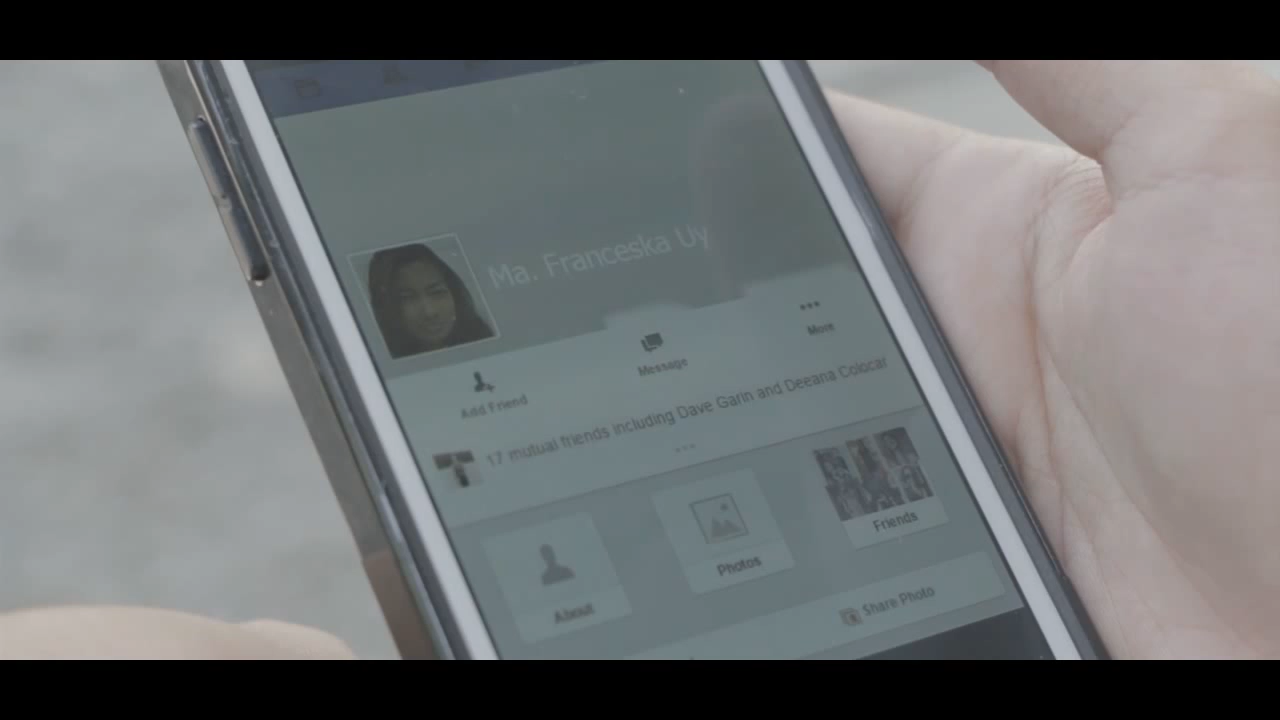 Ma. Franceska Uy
Add Friend
Message
More
17 mutual friends including Dave Garin and Deeana Colocar
About
Photos
Friends
Share Photo